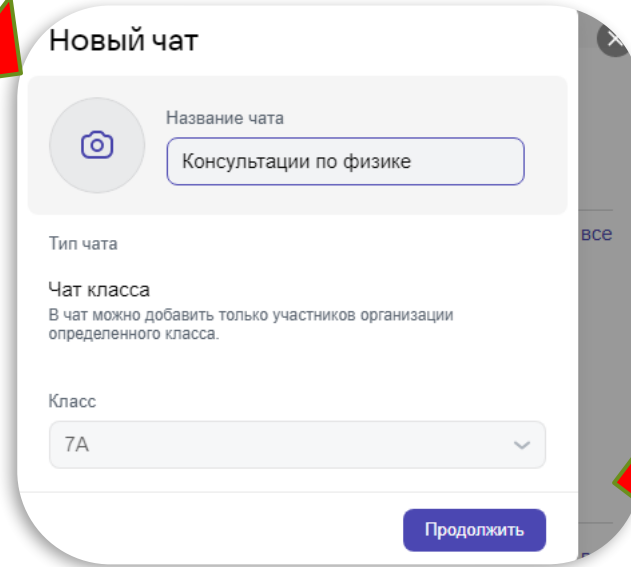 Новый чат
Название чата
Консультации по физике
все
Тип чата
Чат класса
В чат можно добавить только участников организации
определенного класса.
Класс
7А
Продолжить